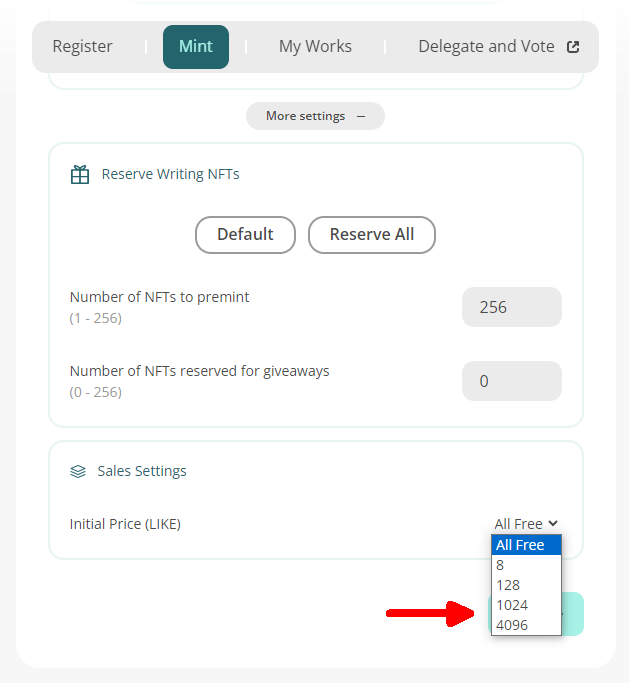 Register
Mint
My Works
Delegate and Vote
More settings –
Reserve Writing NFTs
Default
Reserve All
Number of NFTs to premint
256
(1 - 256)
Number of NFTs reserved for giveaways
0
(0 - 256)
Sales Settings
Initial Price (LIKE)
All Free
All Free
8
128
1024
4096